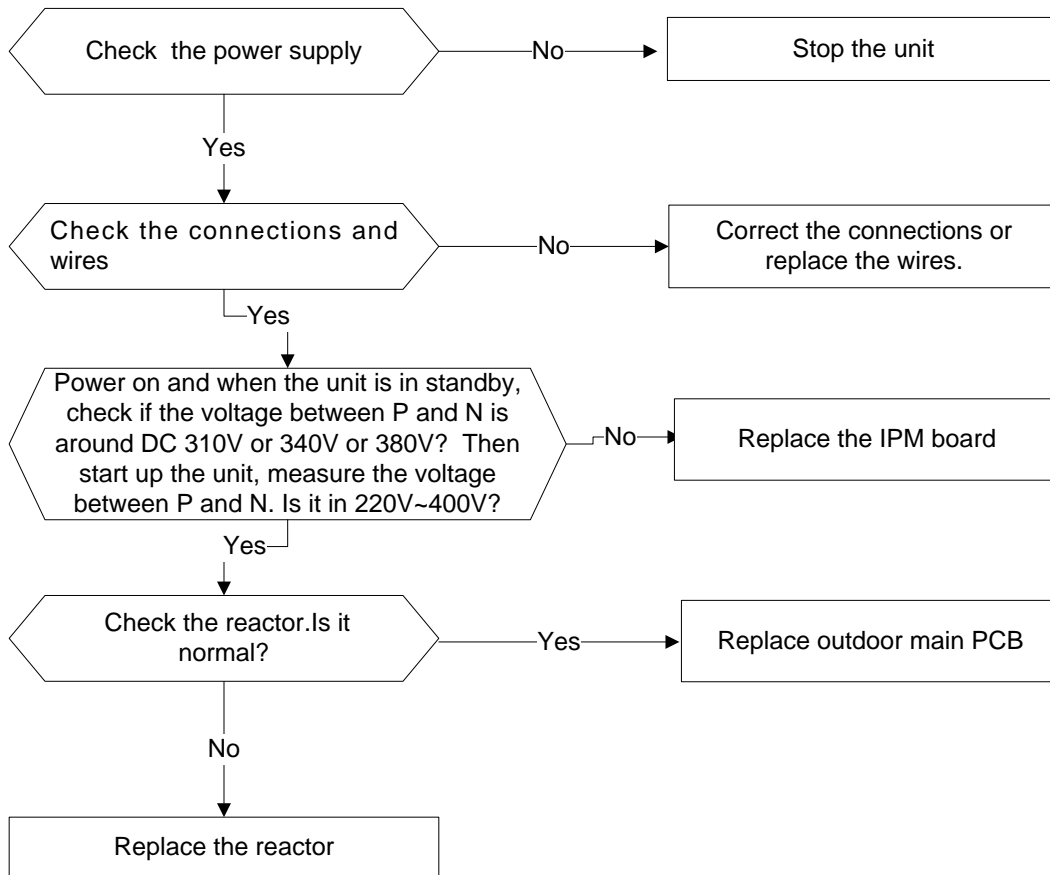 Check the power supply
No
Stop the unit
Yes
Check the connections and
wires
No
Correct the connections or
replace the wires.
Yes
Power on and when the unit is in standby,
check if the voltage between P and N is
around DC 310V or 340V or 380V? Then
start up the unit, measure the voltage
between P and N. Is it in 220V~400V?
No
Replace the IPM board
Yes
Check the reactor.Is it
normal?
Yes
Replace outdoor main PCB
No
Replace the reactor